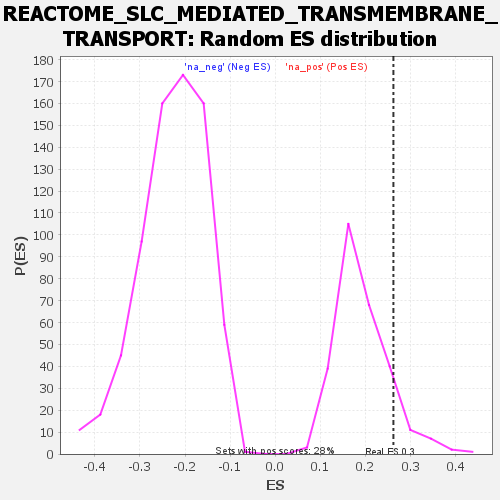 REACTOME_SLC_MEDIATED_TRANSMEMBRANE_
TRANSPORT: Random ES distribution
'na_neg' (Neg ES) 'na_pos' (Pos ES)
180
170
160
150
140
130
120
110
100
90
80
70
60
50
40
30
20
10
0
P(ES)
Sets with pos scores: 28%
Real ES 0.3
-0.4 -0.3 -0.2 -0.1 0.0 0.1 0.2 0.3 0.4
ES